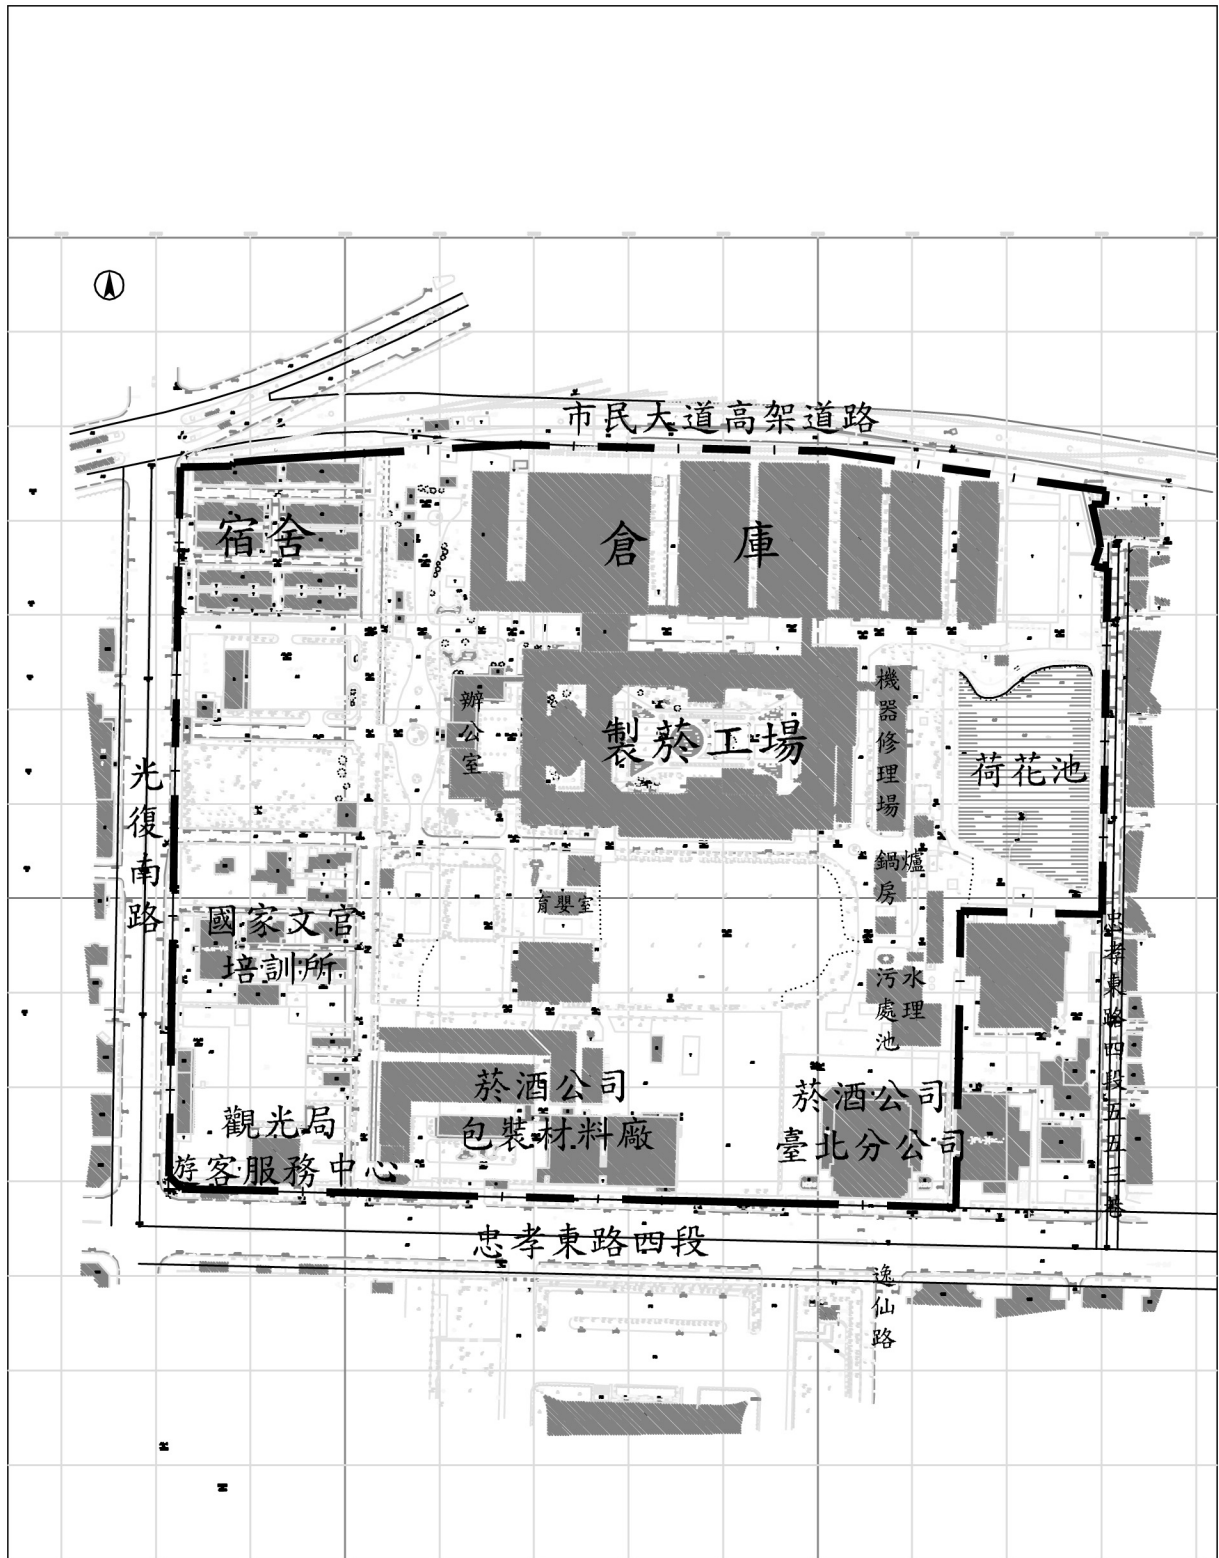 市民大道高架道路
宿舍
倉庫
辦公室
製菸工場
機器修理場
荷花池
光復南路
鍋爐
房
育嬰室
國家文官
培訓所
污水
處理
池
忠孝東路四段五五三巷
菸酒公司
包裝材料廠
菸酒公司
臺北分公司
觀光局
游客服務中心
忠孝東路四段
逸仙路